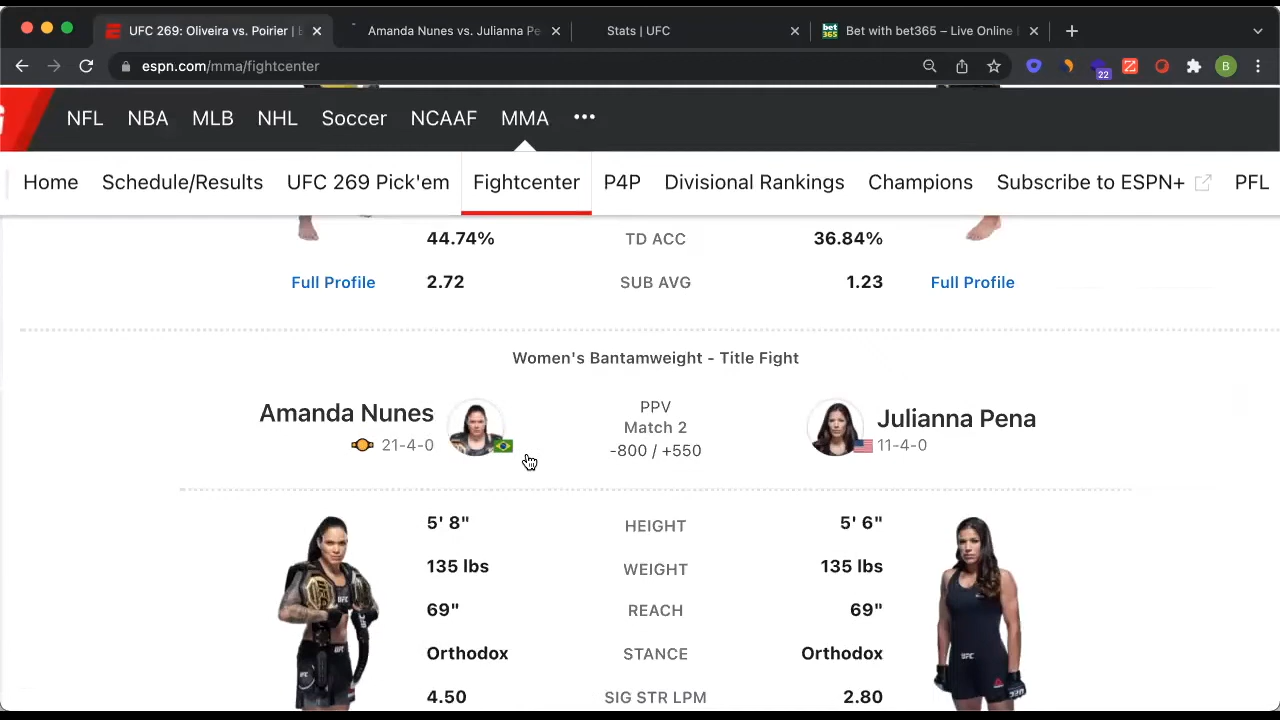 UFC 269: Oliveira vs. Poirier | E
Amanda Nunes vs. Julianna Pe
Stats | UFC
bet365
Bet with bet365 – Live Online
espn.com/mma/fightcenter
22
Z
B
NFL NBA MLB NHL Soccer NCAAF MMA •••
Home Schedule/Results UFC 269 Pick'em Fightcenter P4P Divisional Rankings Champions Subscribe to ESPN+ PFL
44.74% TD ACC 36.84%
Full Profile 2.72 SUB AVG 1.23 Full Profile
Women's Bantamweight - Title Fight
Amanda Nunes
21-4-0
PPV
Match 2
-800 / +550
Julianna Pena
11-4-0
5' 8" HEIGHT 5' 6"
135 lbs WEIGHT 135 lbs
69" REACH 69"
Orthodox STANCE Orthodox
4.50 SIG STR LPM 2.80
UFC
UFC
UFC